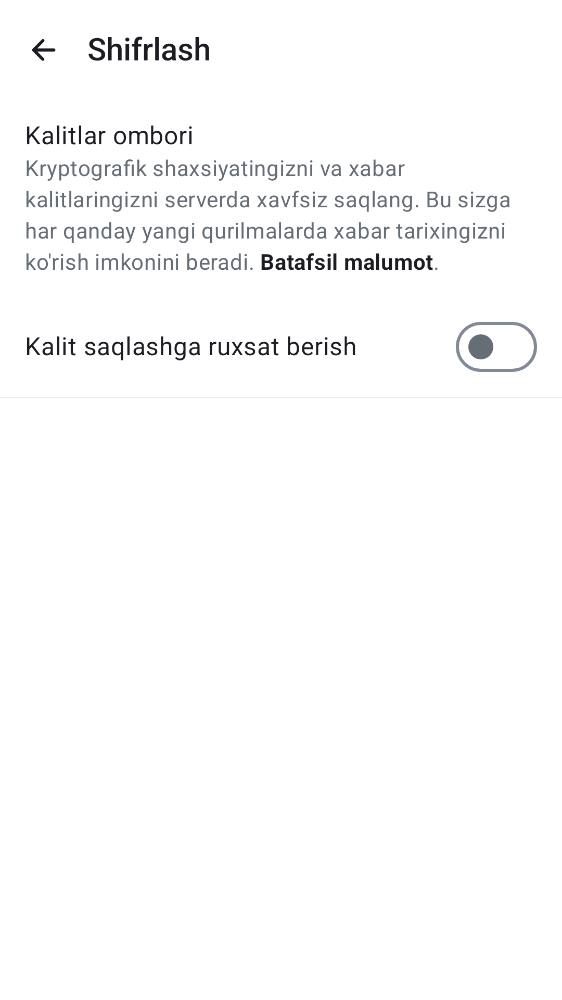 Shifrlash
Kalitlar ombori
Kryptografik shaxsiyatingizni va xabar
kalitlaringizni serverda xavfsiz saqlang. Bu sizga
har qanday yangi qurilmalarda xabar tarixingizni
ko'rish imkonini beradi. Batafsil malumot.
Kalit saqlashga ruxsat berish